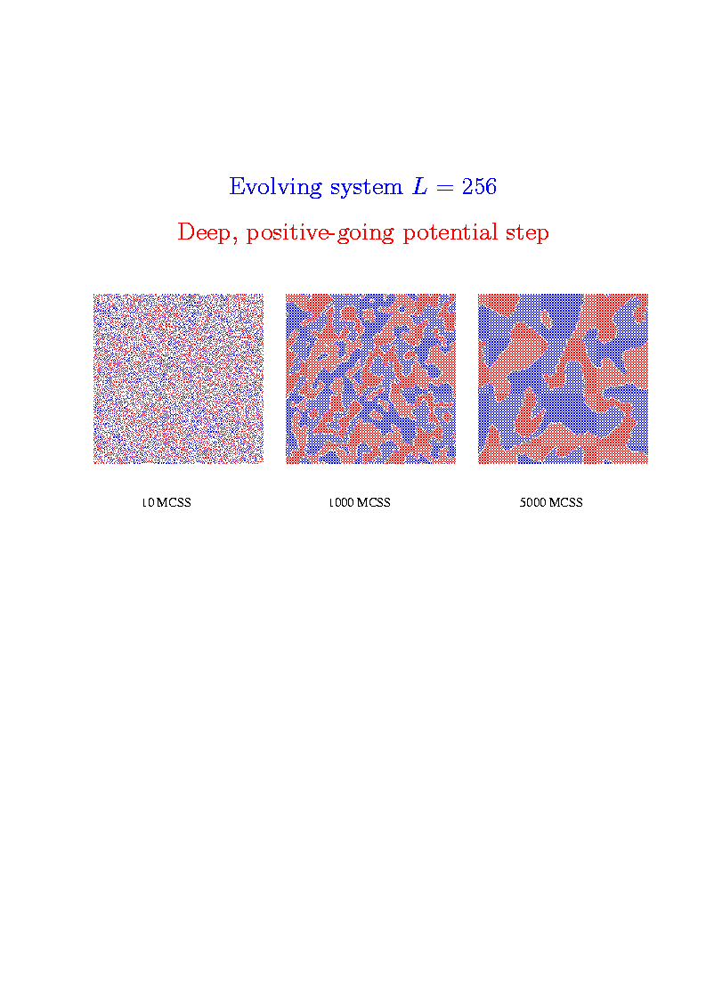 Evolving system L = 256
Deep, positive-going potential step
10 MCSS 1000 MCSS 5000 MCSS